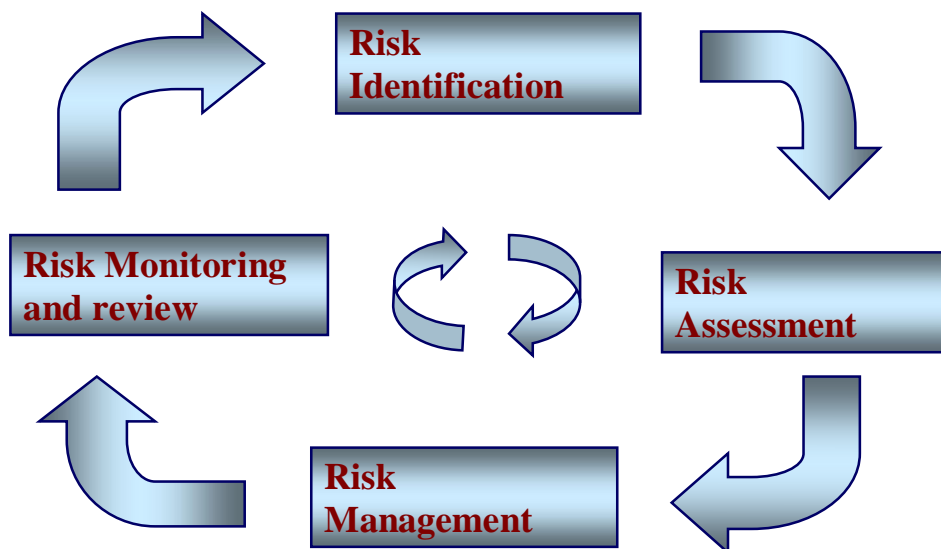 Risk
Identification
Risk Monitoring
and review
Risk
Assessment
Risk
Management